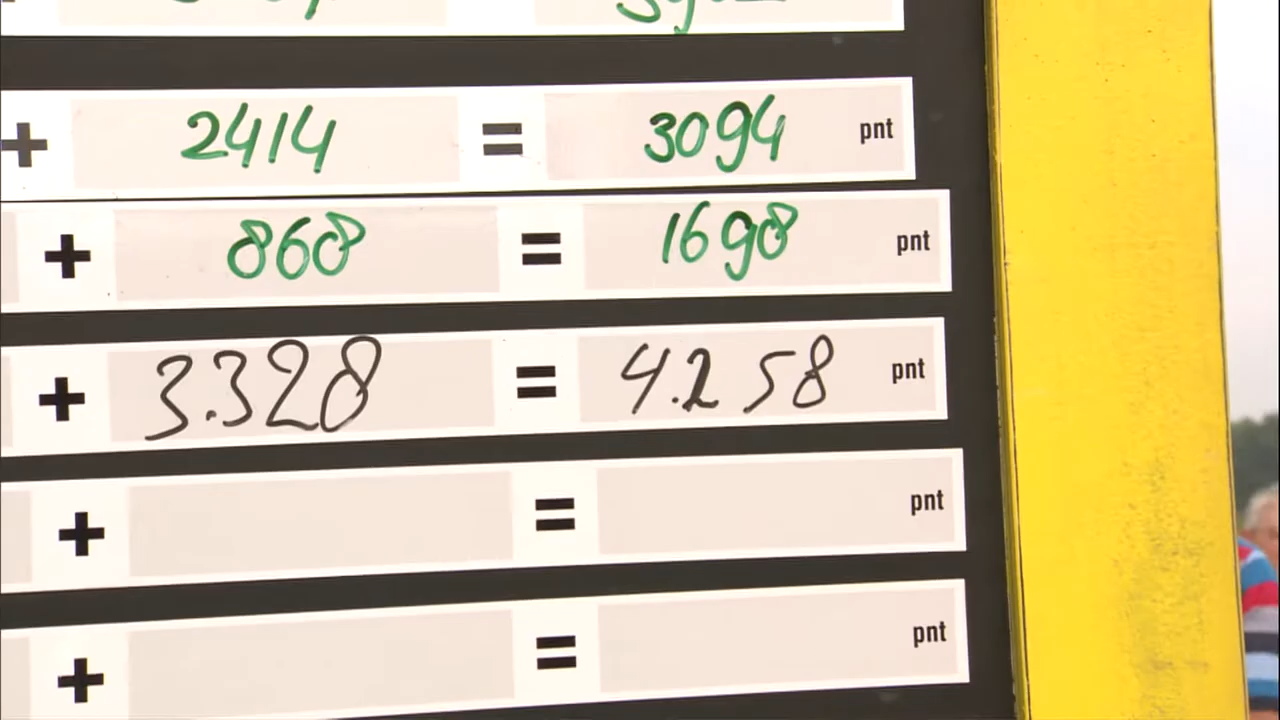 + 2414 = 3094 pnt
+ 868 = 1698 pnt
+ 3.328 = 4.258 pnt
+ = pnt
+ = pnt